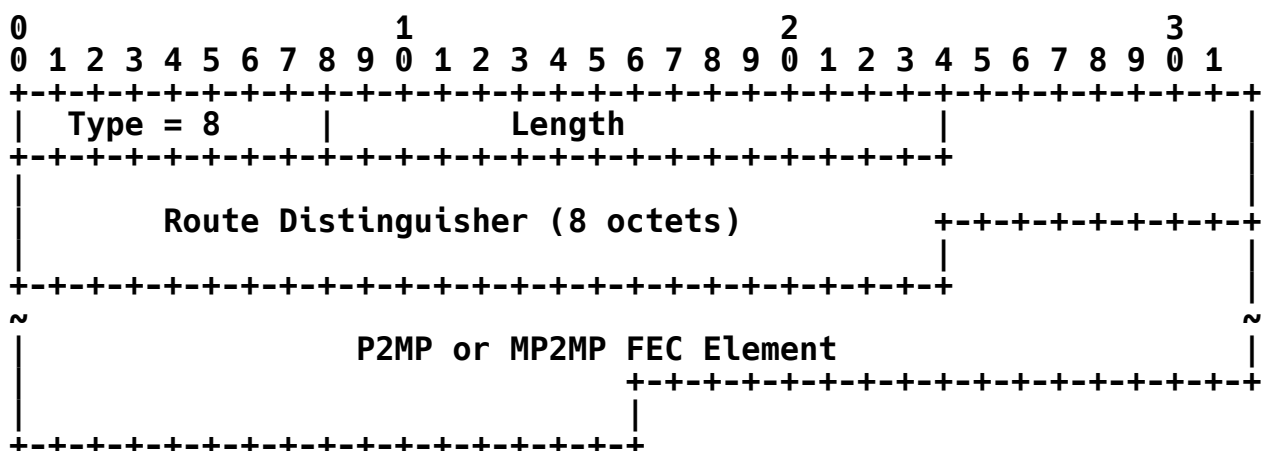 0                   1                   2                   3
0 1 2 3 4 5 6 7 8 9 0 1 2 3 4 5 6 7 8 9 0 1 2 3 4 5 6 7 8 9 0 1
+-+-+-+-+-+-+-+-+-+-+-+-+-+-+-+-+-+-+-+-+-+-+-+-+-+-+-+-+-+-+-+-+
|  Type = 8     |         Length                |               |
+-+-+-+-+-+-+-+-+-+-+-+-+-+-+-+-+-+-+-+-+-+-+-+-+               |
|                                                               |
|       Route Distinguisher (8 octets)          +-+-+-+-+-+-+-+-+
|                                               |               |
+-+-+-+-+-+-+-+-+-+-+-+-+-+-+-+-+-+-+-+-+-+-+-+-+               |
~                                                               ~
|                 P2MP or MP2MP FEC Element                     |
|                               +-+-+-+-+-+-+-+-+-+-+-+-+-+-+-+-+
|                               |
+-+-+-+-+-+-+-+-+-+-+-+-+-+-+-+-+